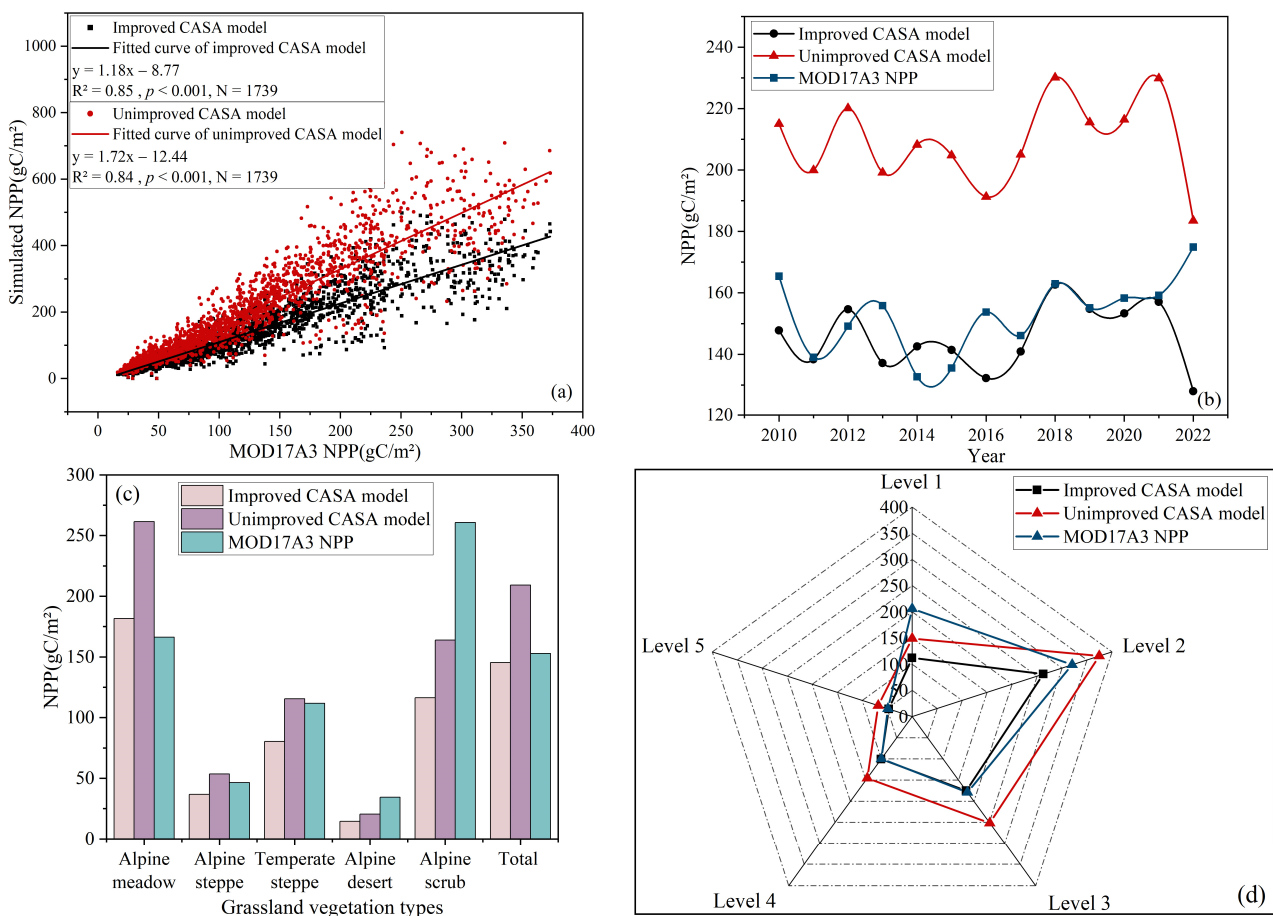 Improved CASA model
Fitted curve of improved CASA model
y = 1.18x – 8.77
R² = 0.85 , p < 0.001, N = 1739
Unimproved CASA model
Fitted curve of unimproved CASA model
y = 1.72x – 12.44
R² = 0.84 , p < 0.001, N = 1739
1000
800
600
400
200
0
Simulated NPP(gC/m²)
(a)
0 50 100 150 200 250 300 350 400
MOD17A3 NPP(gC/m²)
Improved CASA model
Unimproved CASA model
MOD17A3 NPP
240
220
200
180
160
140
120
NPP(gC/m²)
(b)
2010 2012 2014 2016 2018 2020 2022
Year
(c)
Improved CASA model
Unimproved CASA model
MOD17A3 NPP
300
250
200
150
100
50
0
NPP(gC/m²)
Alpine meadow
Alpine steppe
Temperate steppe
Alpine desert
Alpine scrub
Total
Grassland vegetation types
Level 1
Improved CASA model
Unimproved CASA model
MOD17A3 NPP
400
350
300
250
200
150
100
50
0
Level 5
Level 2
Level 4
Level 3
(d)